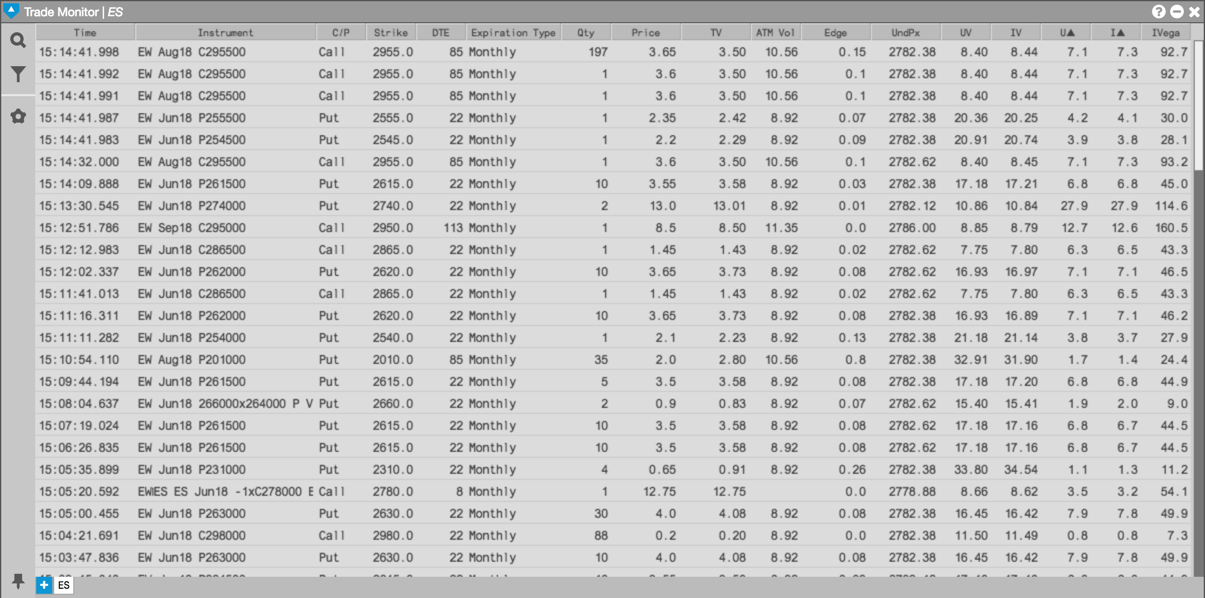 Trade Monitor | ES
Time Instrument C/P Strike DTE Expiration Type Qty Price TV ATM Vol Edge UndPx UV IV U▲ I▲ IVega
15:14:41.998 EW Aug18 C295500 Call 2955.0 85 Monthly 197 3.65 3.50 10.56 0.15 2782.38 8.40 8.44 7.1 7.3 92.7
15:14:41.992 EW Aug18 C295500 Call 2955.0 85 Monthly 1 3.6 3.50 10.56 0.1 2782.38 8.40 8.44 7.1 7.3 92.7
15:14:41.991 EW Aug18 C295500 Call 2955.0 85 Monthly 1 3.6 3.50 10.56 0.1 2782.38 8.40 8.44 7.1 7.3 92.7
15:14:41.987 EW Jun18 P255500 Put 2555.0 22 Monthly 1 2.35 2.42 8.92 0.07 2782.38 20.36 20.25 4.2 4.1 30.0
15:14:41.983 EW Jun18 P254500 Put 2545.0 22 Monthly 1 2.2 2.29 8.92 0.09 2782.38 20.91 20.74 3.9 3.8 28.1
15:14:32.000 EW Aug18 C295500 Call 2955.0 85 Monthly 1 3.6 3.50 10.56 0.1 2782.62 8.40 8.45 7.1 7.3 93.2
15:14:09.888 EW Jun18 P261500 Put 2615.0 22 Monthly 10 3.55 3.58 8.92 0.03 2782.38 17.18 17.21 6.8 6.8 45.0
15:13:30.545 EW Jun18 P274000 Put 2740.0 22 Monthly 2 13.0 13.01 8.92 0.01 2782.12 10.86 10.84 27.9 27.9 114.6
15:12:51.786 EW Sep18 C295000 Call 2950.0 113 Monthly 1 8.5 8.50 11.35 0.0 2786.00 8.85 8.79 12.7 12.6 160.5
15:12:12.983 EW Jun18 C286500 Call 2865.0 22 Monthly 1 1.45 1.43 8.92 0.02 2782.62 7.75 7.80 6.3 6.5 43.3
15:12:02.337 EW Jun18 P262000 Put 2620.0 22 Monthly 10 3.65 3.73 8.92 0.08 2782.62 16.93 16.97 7.1 7.1 46.5
15:11:41.013 EW Jun18 C286500 Call 2865.0 22 Monthly 1 1.45 1.43 8.92 0.02 2782.62 7.75 7.80 6.3 6.5 43.3
15:11:16.311 EW Jun18 P262000 Put 2620.0 22 Monthly 10 3.65 3.73 8.92 0.08 2782.38 16.93 16.89 7.1 7.1 46.2
15:11:11.282 EW Jun18 P254000 Put 2540.0 22 Monthly 1 2.1 2.23 8.92 0.13 2782.38 21.18 21.14 3.8 3.7 27.9
15:10:54.110 EW Aug18 P201000 Put 2010.0 85 Monthly 35 2.0 2.80 10.56 0.8 2782.38 32.91 31.90 1.7 1.4 24.4
15:09:44.194 EW Jun18 P261500 Put 2615.0 22 Monthly 5 3.5 3.58 8.92 0.08 2782.38 17.18 17.20 6.8 6.8 44.9
15:08:04.637 EW Jun18 266000x264000 P V Put 2660.0 22 Monthly 2 0.9 0.83 8.92 0.07 2782.62 15.40 15.41 1.9 2.0 9.0
15:07:19.024 EW Jun18 P261500 Put 2615.0 22 Monthly 10 3.5 3.58 8.92 0.08 2782.62 17.18 17.16 6.8 6.7 44.5
15:06:26.835 EW Jun18 P261500 Put 2615.0 22 Monthly 10 3.5 3.58 8.92 0.08 2782.62 17.18 17.16 6.8 6.7 44.5
15:05:35.899 EW Jun18 P231000 Put 2310.0 22 Monthly 4 0.65 0.91 8.92 0.26 2782.38 33.80 34.54 1.1 1.3 11.2
15:05:20.592 EW1ES ES Jun18 -1xC278000 E Call 2780.0 8 Monthly 1 12.75 12.75 0.0 2778.88 8.66 8.62 3.5 3.2 54.1
15:05:00.455 EW Jun18 P263000 Put 2630.0 22 Monthly 30 4.0 4.08 8.92 0.08 2782.38 16.45 16.42 7.9 7.8 49.9
15:04:21.691 EW Jun18 C298000 Call 2980.0 22 Monthly 88 0.2 0.20 8.92 0.0 2782.38 11.50 11.49 0.8 0.8 7.3
15:03:47.836 EW Jun18 P263000 Put 2630.0 22 Monthly 10 4.0 4.08 8.92 0.08 2782.38 16.45 16.42 7.9 7.8 49.9
ES